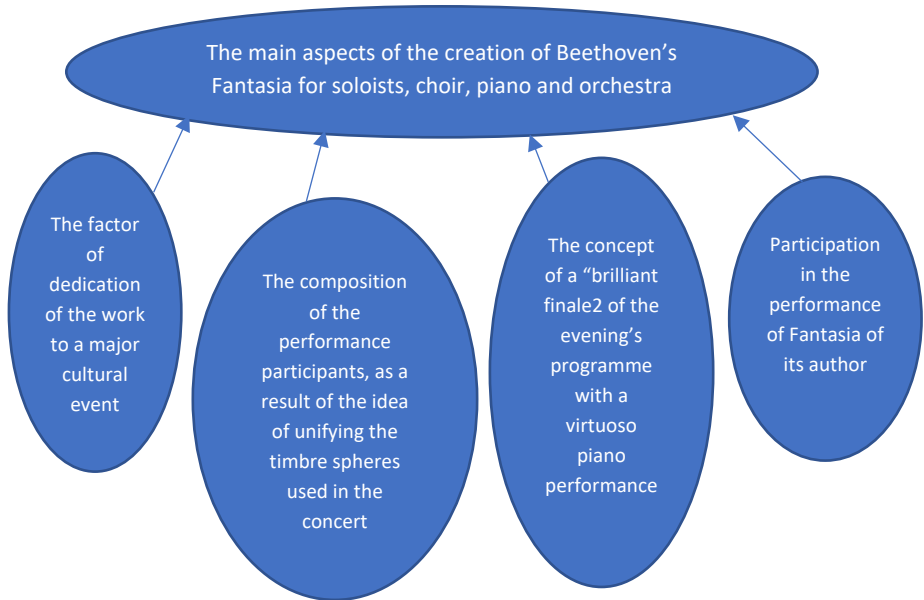 The main aspects of the creation of Beethoven’s
Fantasia for soloists, choir, piano and orchestra
The factor
of
dedication
of the work
to a major
cultural
event
The composition
of the
performance
participants, as a
result of the idea
of unifying the
timbre spheres
used in the
concert
The concept
of a “brilliant
finale2 of the
evening’s
programme
with a
virtuoso
piano
performance
Participation
in the
performance
of Fantasia of
its author